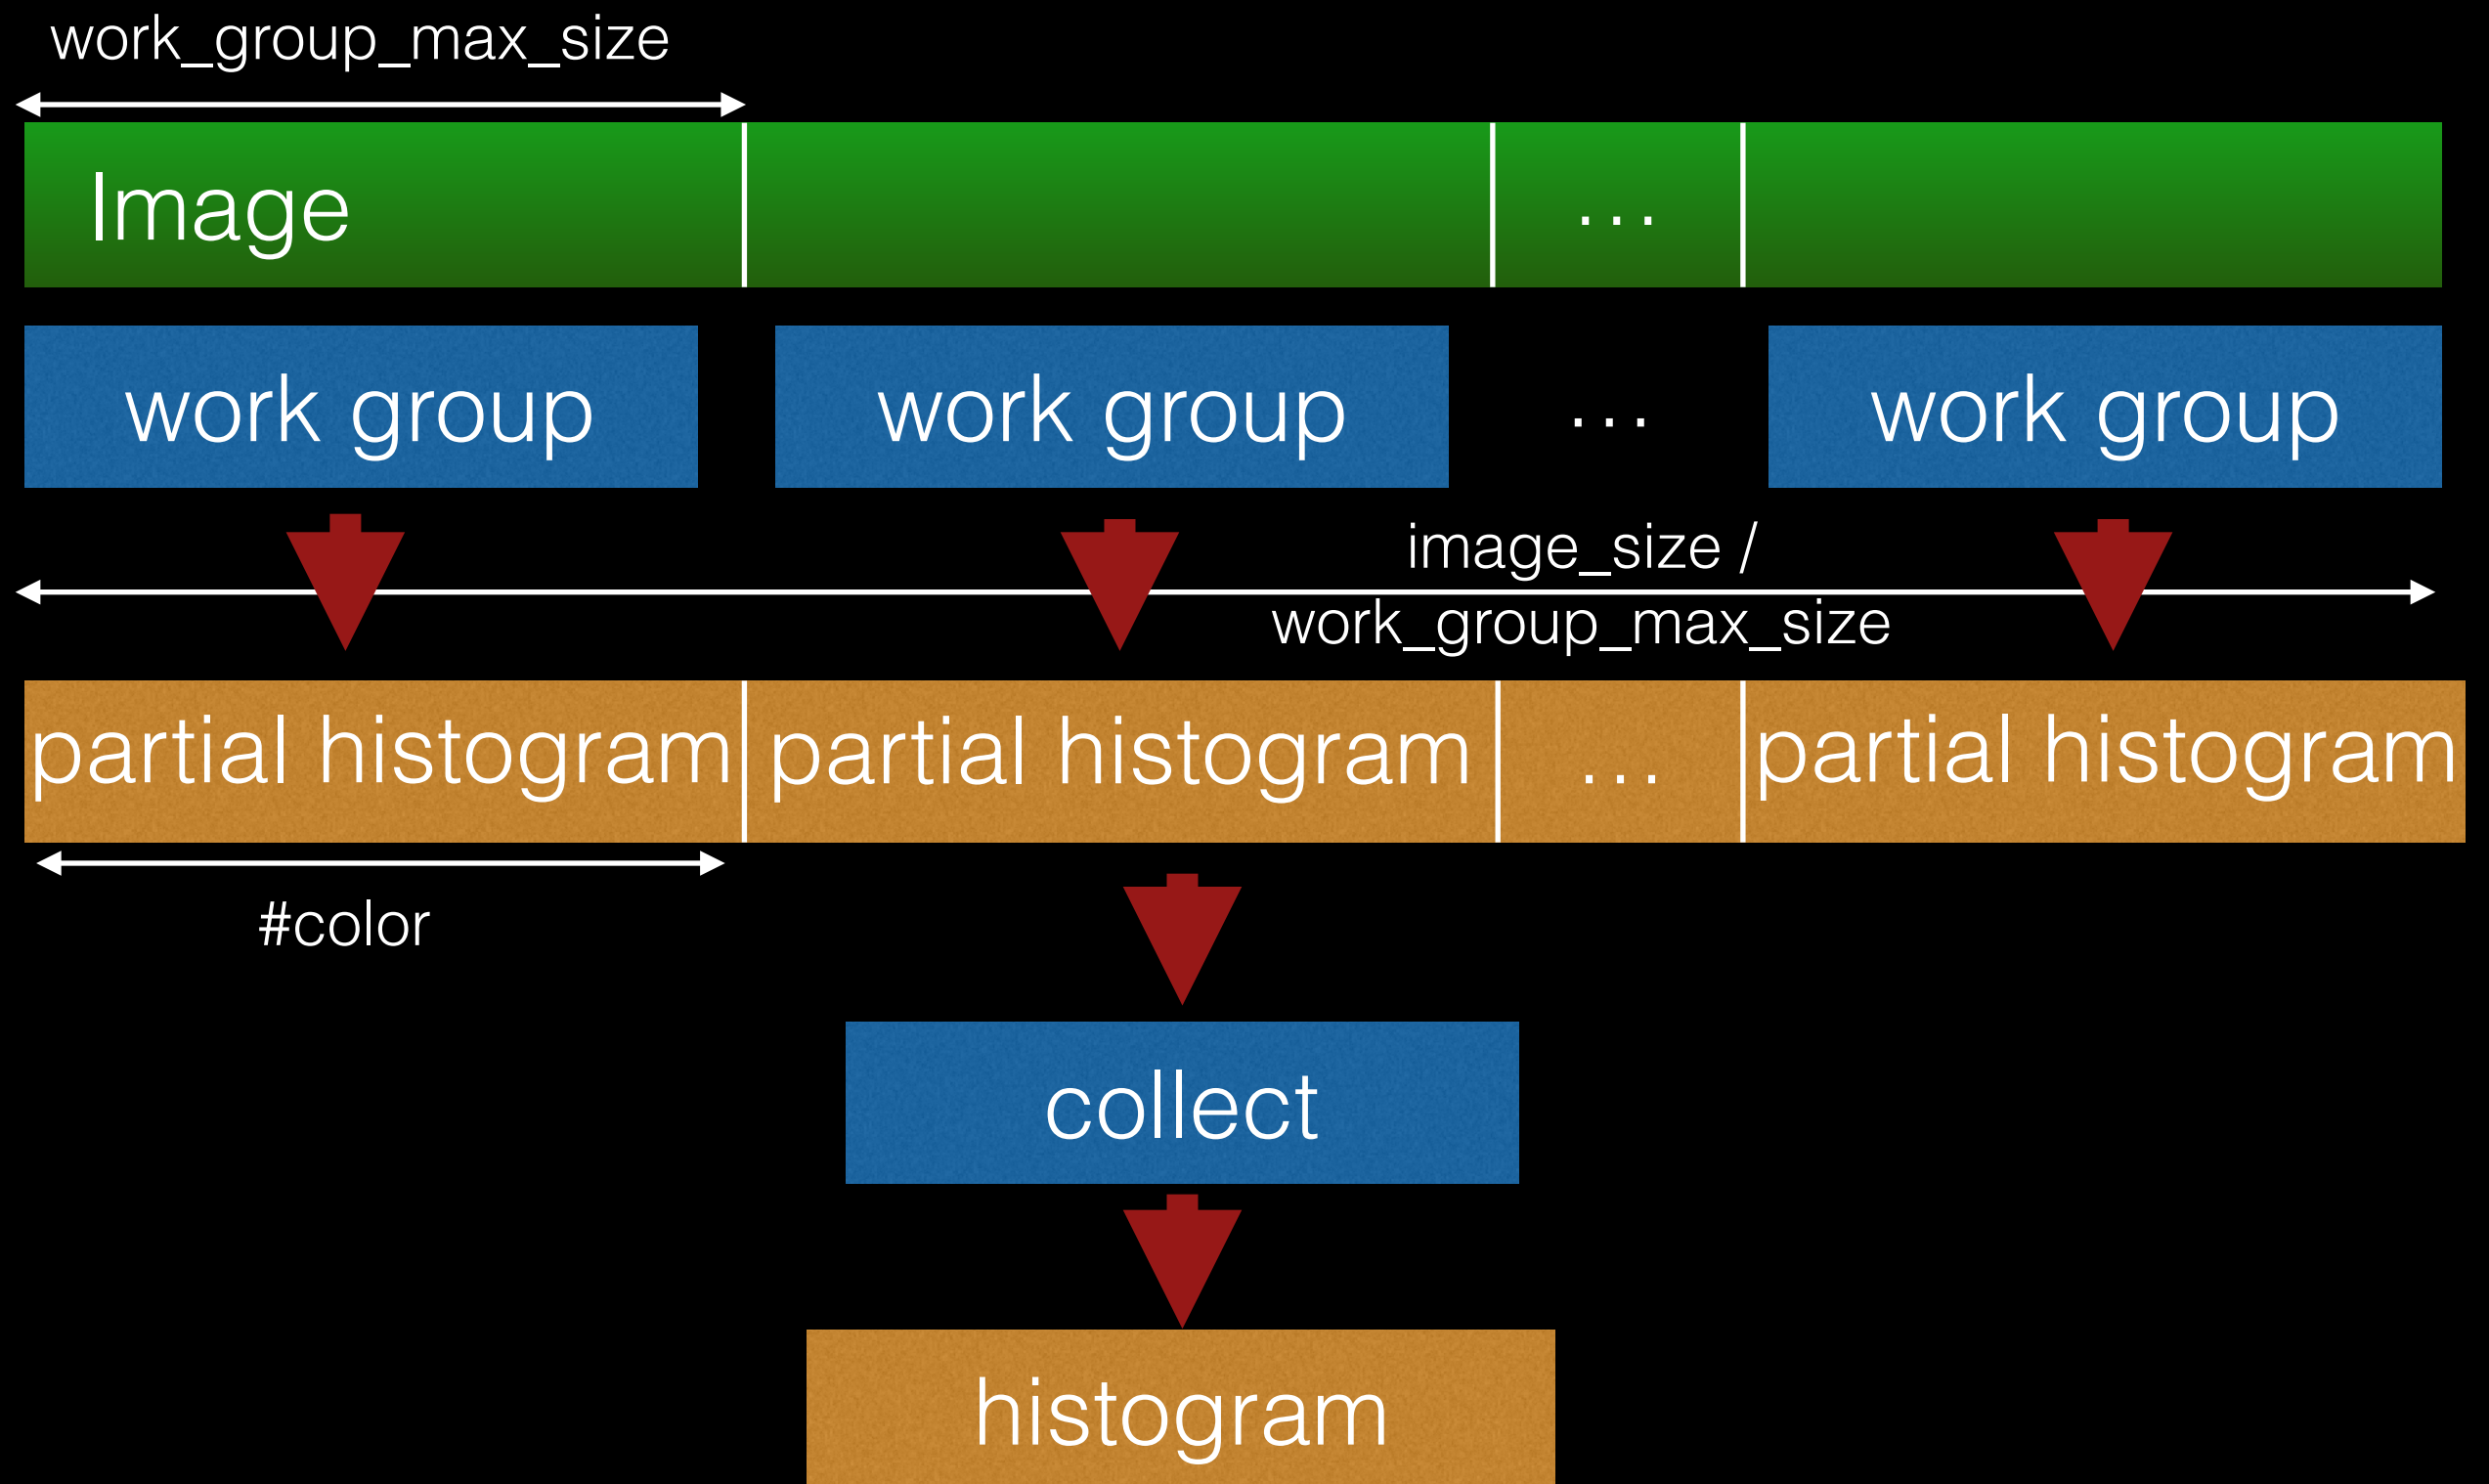 work_group_max_size
Image
...
work group
work group
...
work group
image_size /
work_group_max_size
partial histogram
partial histogram
...
partial histogram
#color
collect
histogram